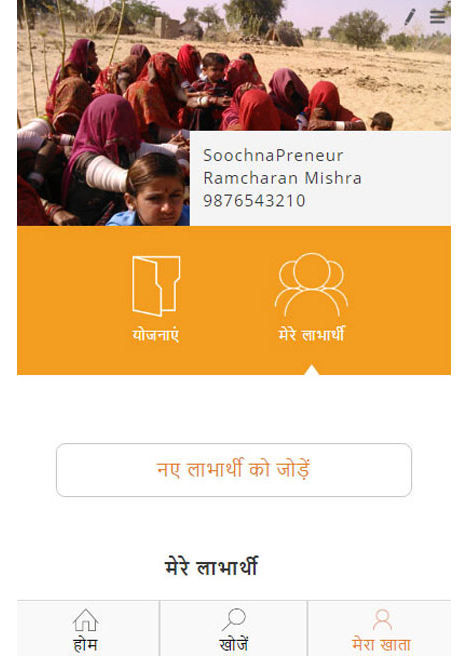 SoochnaPreneur
Ramcharan Mishra
9876543210
योजनाएं
मेरे लाभार्थी
नए लाभार्थी को जोड़ें
मेरे लाभार्थी
होम
खोजें
मेरा खाता